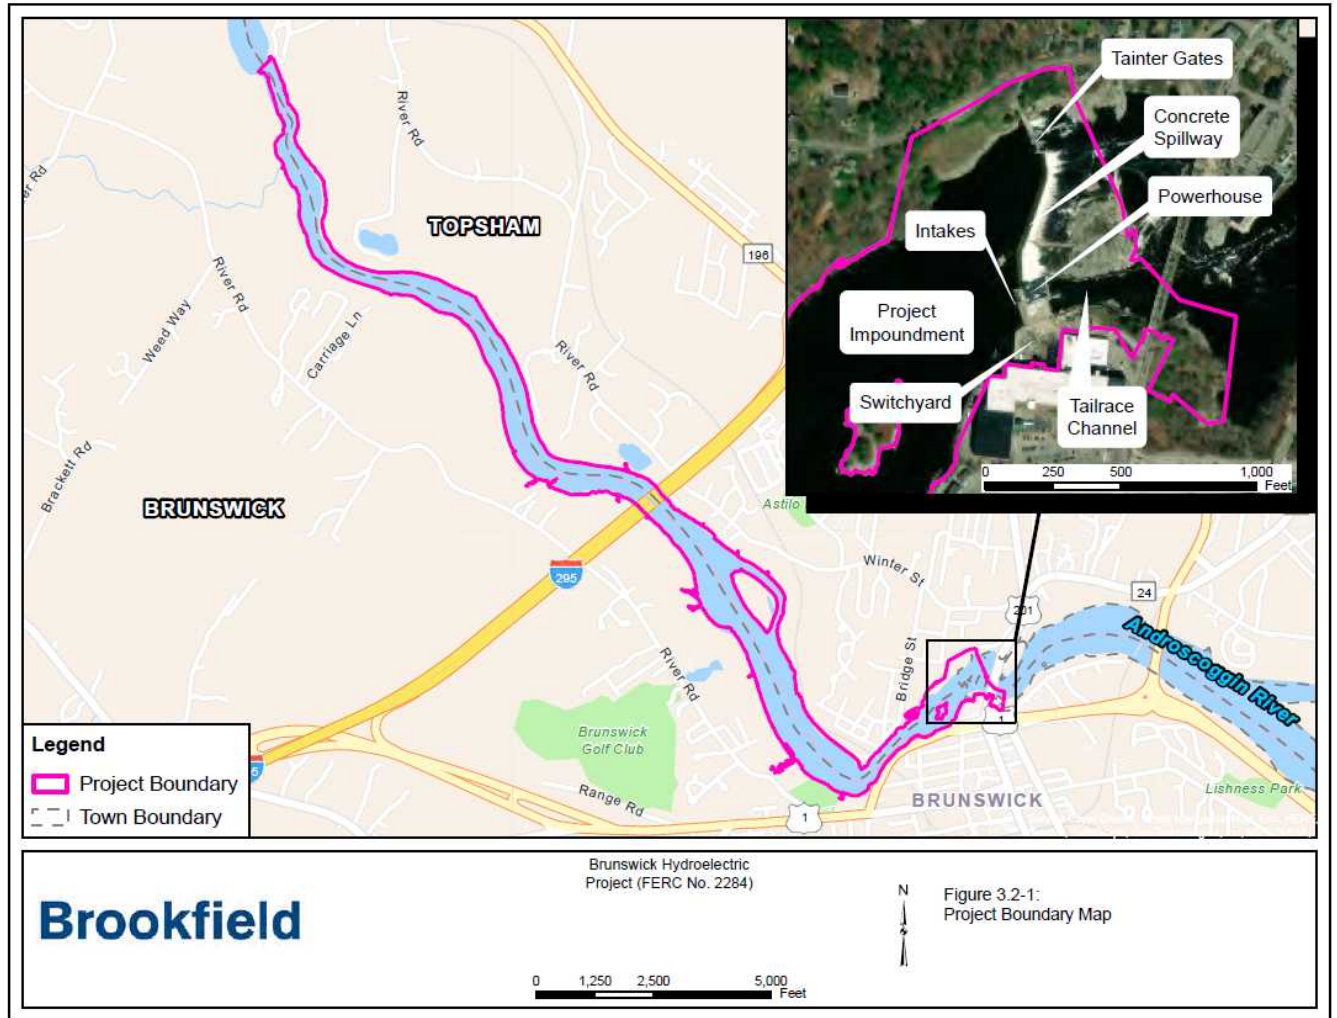 River Rd
TOPSHAM
196
River Rd
Weed Way
Carriage Ln
River Rd
Brackett Rd
BRUNSWICK
295
Astilo
Winter St
24
201
Androscoggin River
Bridge St
River Rd
1
Brunswick
Golf Club
Range Rd
1
BRUNSWICK
Lishness Park
Tainter Gates
Concrete
Spillway
Powerhouse
Intakes
Project
Impoundment
Switchyard
Tailrace
Channel
0 250 500 1,000
Feet
Legend
Project Boundary
Town Boundary
Brookfield
Brunswick Hydroelectric
Project (FERC No. 2284)
0 1,250 2,500 5,000
Feet
N
Figure 3.2-1:
Project Boundary Map